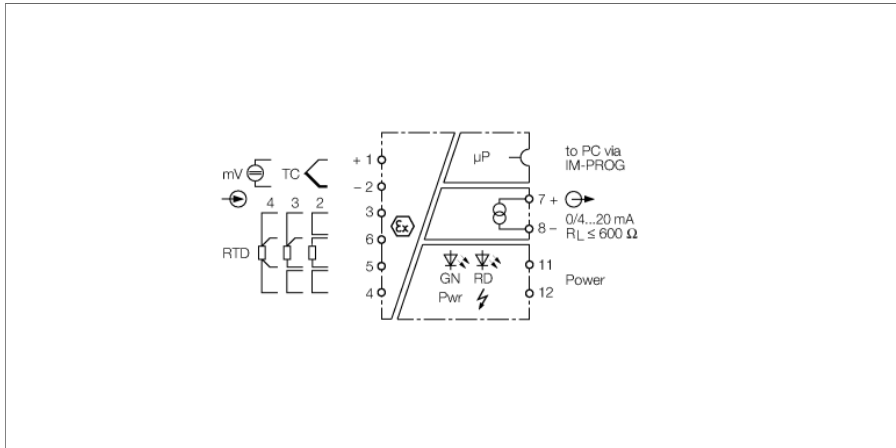 mV
TC
+ 1
− 2
4 3 2
3
6
5
4
RTD
Ex
µP
to PC via
IM-PROG
7 +
8 −
0/4...20 mA
RL ≤ 600 Ω
GN RD
Pwr
11
12
Power